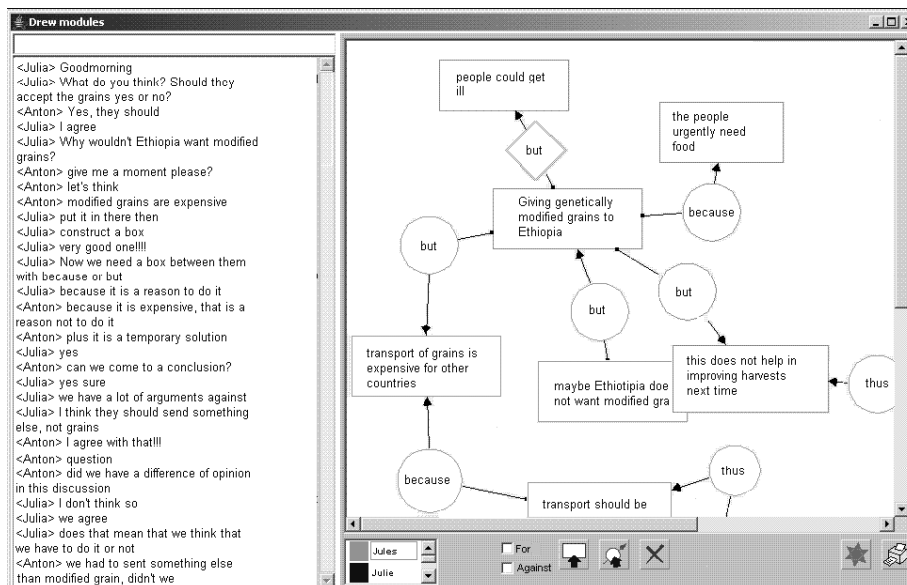 Drew modules
<Julia> Goodmorning
<Julia> What do you think? Should they
accept the grains yes or no?
<Anton> Yes, they should
<Julia> I agree
<Julia> Why wouldn't Ethiopia want modified
grains?
<Anton> give me a moment please?
<Anton> let's think
<Anton> modified grains are expensive
<Julia> put it in there then
<Julia> construct a box
<Julia> very good one!!!!
<Julia> Now we need a box between them
with because or but
<Julia> because it is a reason to do it
<Anton> because it is expensive, that is a
reason not to do it
<Anton> plus it is a temporary solution
<Julia> yes
<Anton> can we come to a conclusion?
<Julia> yes sure
<Julia> we have a lot of arguments against
<Julia> I think they should send something
else, not grains
<Anton> I agree with that!!!
<Anton> question
<Anton> did we have a difference of opinion
in this discussion
<Julia> I don't think so
<Julia> we agree
<Julia> does that mean that we think that
we have to do it or not
<Anton> we had to sent something else
than modified grain, didn't we
people could get
ill
but
the people
urgently need
food
because
Giving genetically
modified grains to
Ethiopia
but
but
but
transport of grains is
expensive for other
countries
maybe Ethiotipia doe
not want modified gra
this does not help in
improving harvests
next time
thus
because
thus
transport should be
Jules
Julie
For
Against